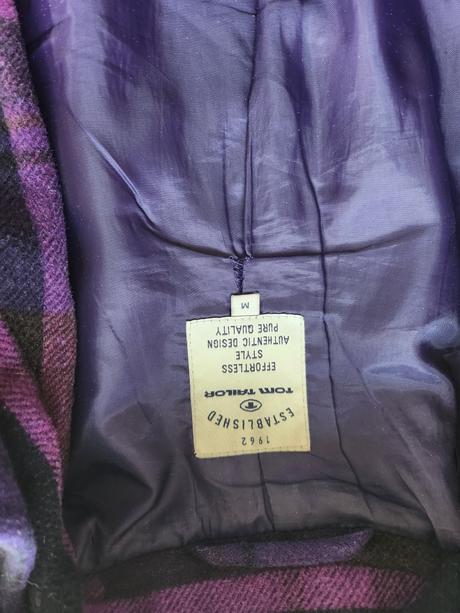 1962
ESTABLISHED
T
TOM TAILOR
EFFORTLESS
STYLE
AUTHENTIC DESIGN
PURE QUALITY
M